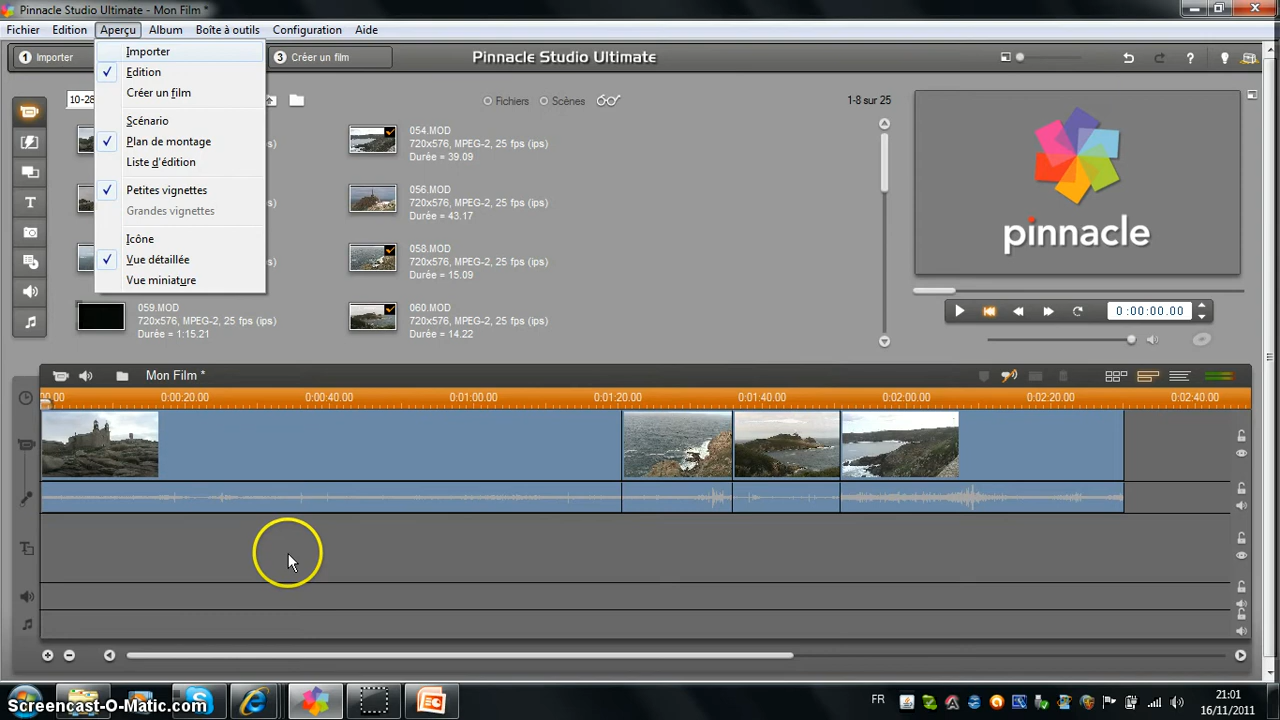 Pinnacle Studio Ultimate - Mon Film *
Fichier Edition Aperçu Album Boîte à outils Configuration Aide
1 Importer
3 Créer un film
Pinnacle Studio Ultimate
Importer
Edition
Créer un film
Scénario
Plan de montage
Liste d'édition
Petites vignettes
Grandes vignettes
Icône
Vue détaillée
Vue miniature
10-28
Fichiers Scènes
1-8 sur 25
054.MOD
720x576, MPEG-2, 25 fps (ips)
Durée = 39.09
056.MOD
720x576, MPEG-2, 25 fps (ips)
Durée = 43.17
058.MOD
720x576, MPEG-2, 25 fps (ips)
Durée = 15.09
059.MOD
720x576, MPEG-2, 25 fps (ips)
Durée = 1:15.21
060.MOD
720x576, MPEG-2, 25 fps (ips)
Durée = 14.22
pinnacle
0:00:00.00
Mon Film *
00.00 0:00:20.00 0:00:40.00 0:01:00.00 0:01:20.00 0:01:40.00 0:02:00.00 0:02:20.00 0:02:40.00
FR
21:01
16/11/2011
Screencast-O-Matic.com